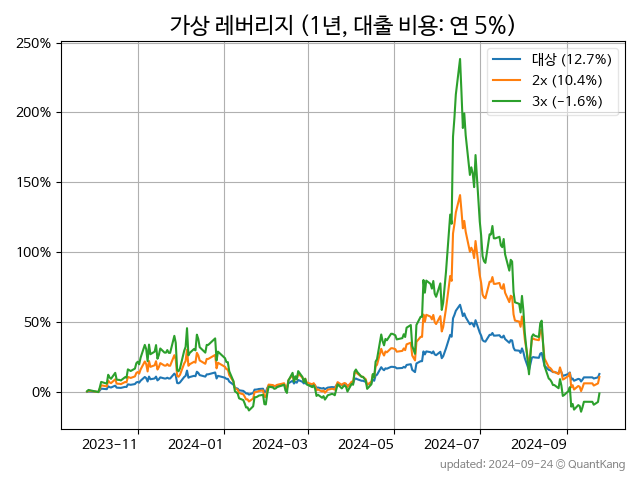 가상 레버리지 (1년, 대출 비용: 연 5%)
250%
200%
150%
100%
50%
0%
대상 (12.7%)
2x (10.4%)
3x (−1.6%)
2023-11
2024-01
2024-03
2024-05
2024-07
2024-09
updated: 2024-09-24 © QuantKang